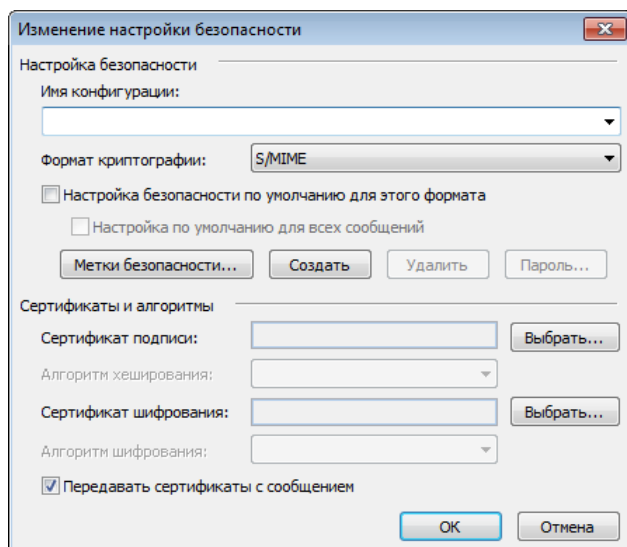 Изменение настройки безопасности
Настройка безопасности
Имя конфигурации:
Формат криптографии: S/MIME
Настройка безопасности по умолчанию для этого формата
Настройка по умолчанию для всех сообщений
Метки безопасности... Создать Удалить Пароль...
Сертификаты и алгоритмы
Сертификат подписи: Выбрать...
Алгоритм хеширования:
Сертификат шифрования: Выбрать...
Алгоритм шифрования:
Передавать сертификаты с сообщением
ОК Отмена